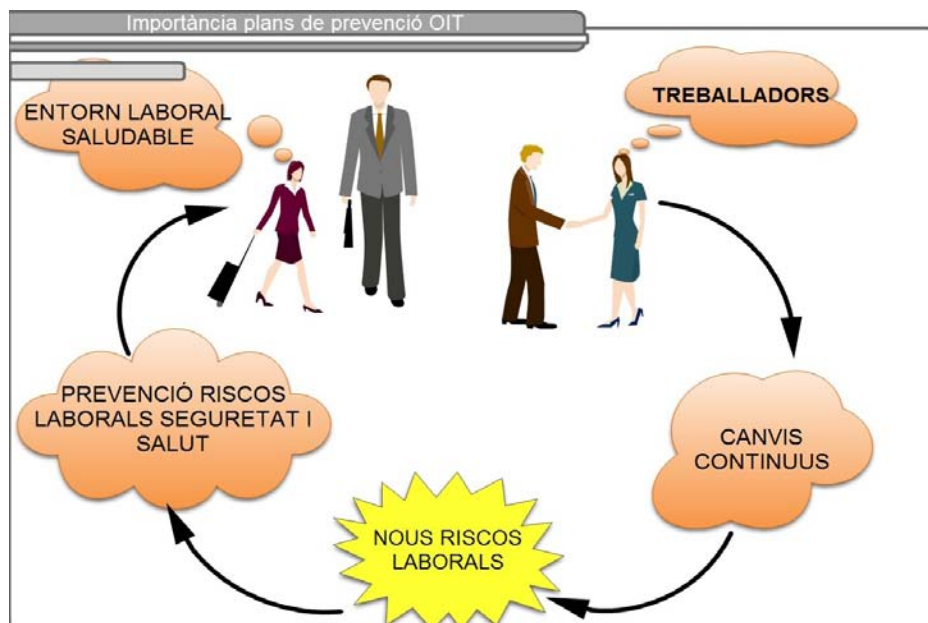 Importància plans de prevenció OIT
ENTORN LABORAL
SALUDABLE
TREBALLADORS
PREVENCIÓ RISCOS
LABORALS SEGURETAT I
SALUT
CANVIS
CONTINUUS
NOUS RISCOS
LABORALS